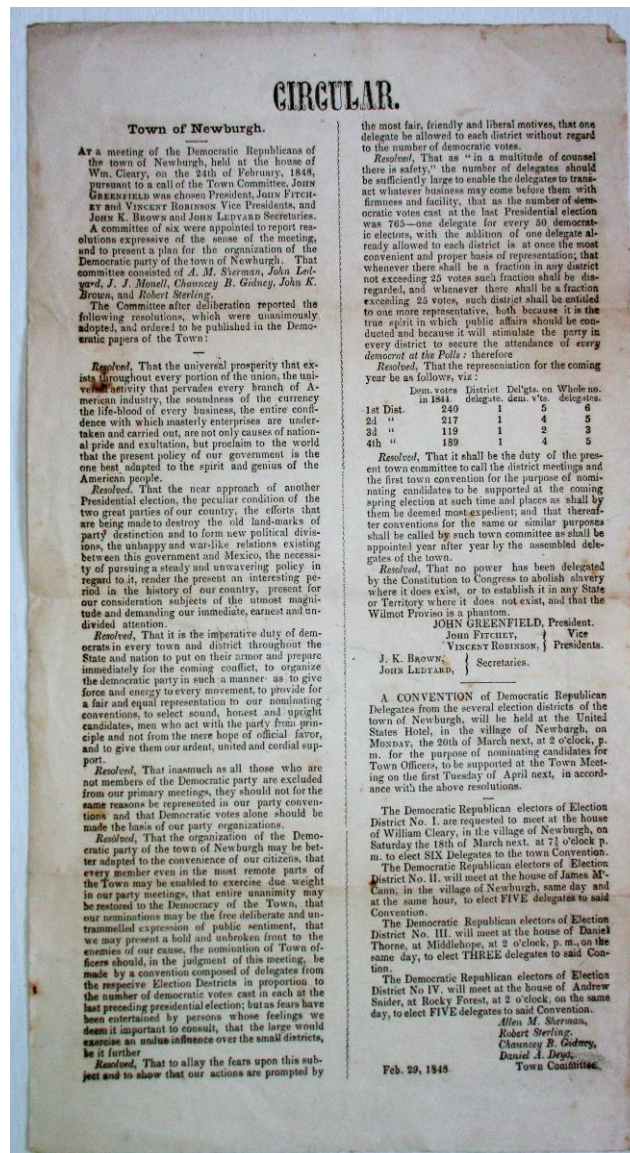 CIRCULAR.
Town of Newburgh.
AT a meeting of the Democratic Republicans of
the town of Newburgh, held at the house of
Wm. Cleary, on the 24th of February, 1848,
pursuant to a call of the Town Committee. JOHN
GREENFIELD was chosen President, JOHN FITCH-
EY and VINCENT ROBINSON Vice Presidents, and
JOHN K. BROWN and JOHN LEDYARD Secretaries.
A committee of six were appointed to report res-
olutions expressive of the sense of the meeting,
and to present a plan for the organization of the
Democratic party of the town of Newburgh. That
committee consisted of A. M. Sherman, John Led-
yard, J. J. Monell, Chauncey B. Gidney, John K.
Brown, and Robert Sterling.
The Committee after deliberation reported the
following resolutions, which were unanimously
adopted, and ordered to be published in the Demo-
cratic papers of the Town:
Resolved, That the universal prosperity that ex-
ists throughout every portion of the union, the uni-
versal activity that pervades every branch of A-
merican industry, the soundness of the currency
the life-blood of every business, the entire confi-
dence with which masterly enterprises are under-
taken and carried out, are not only causes of nation-
al pride and exultation, but proclaim to the world
that the present policy of our government is the
one best adapted to the spirit and genius of the
American people.
Resolved, That the near approach of another
Presidential election, the peculiar condition of the
two great parties of our country, the efforts that
are being made to destroy the old land-marks of
party destinction and to form new political divis-
ions, the unhappy and war-like relations existing
between this government and Mexico, the necessi-
ty of pursuing a steady and unwavering policy in
regard to it, render the present an interesting pe-
riod in the history of our country, present for
our consideration subjects of the utmost magni-
tude and demanding our immediate, earnest and un-
divided attention.
Resolved, That it is the imperative duty of dem-
ocrats in every town and district throughout the
State and nation to put on their armor and prepare
immediately for the coming conflict, to organize
the democratic party in such a manner as to give
force and energy to every movement, to provide for
a fair and equal representation to our nominating
conventions, to select sound, honest and upright
candidates, men who act with the party from prin-
ciple and not from the mere hope of official favor,
and to give them our ardent, united and cordial sup-
port.
Resolved, That inasmuch as all those who are
not members of the Democratic party are excluded
from our primary meetings, they should not for the
same reasons be represented in our party conven-
tions and that Democratic votes alone should be
made the basis of our party organizations.
Resolved, That the organization of the Demo-
cratic party of the town of Newburgh may be bet-
ter adapted to the convenience of our citizens, that
every member even in the most remote parts of
the Town may be enabled to exercise due weight
in our party meetings, that entire unanimity may
be restored to the Democracy of the Town, that
our nominations may be the free deliberate and un-
trammelled expression of public sentiment, that
we may present a bold and unbroken front to the
enemies of our cause, the nomination of Town of-
ficers should, in the judgment of this meeting, be
made by a convention composed of delegates from
the respecive Election Destricts in proportion to
the number of democratic votes cast in each at the
last preceding presidential election; but as fears have
been entertained by persons whose feelings we
deem it important to consult, that the large would
exercise an undue influence over the small districts,
be it further
Resolved, That to allay the fears upon this sub-
ject and to show that our actions are prompted by
the most fair, friendly and liberal motives, that one
delegate be allowed to each district without regard
to the number of democratic votes.
Resolved, That as "in a multitude of counsel
there is safety," the number of delegates should
be sufficiently large to enable the delegates to trans-
act whatever business may come before them with
firmness and facility, that as the number of dem-
ocratic votes cast at the last Presidential election
was 765—one delegate for every 50 democrat-
ic electors, with the addition of one delegate al-
ready allowed to each district is at once the most
convenient and proper basis of representation; that
whenever there shall be a fraction in any district
not exceeding 25 votes such fraction shall be dis-
regarded, and whenever there shall be a fraction
exceeding 25 votes, such district shall be entitled
to one more representative, both because it is the
true spirit in which public affairs should be con-
ducted and because it will stimulate the party in
every district to secure the attendance of every
democrat at the Polls: therefore
Resolved, That the represeniation for the coming
year be as follows, viz:
Dem. votes District Del'gts. on Whole no.
in 1844. delegate. dem. v'ts. delegates.
1st Dist. 240 1 5 6
2d " 217 1 4 5
3d " 119 1 2 3
4th " 189 1 4 5
Resolved, That it shall be the duty of the pres-
ent town committee to call the district meetings and
the first town convention for the purpose of nomi-
nating candidates to be supported at the coming
spring election at such time and places as shall by
them be deemed most expedient; and that thereaf-
ter conventions for the same or similar purposes
shall be called by such town committee as shall be
appointed year after year by the assembled dele-
gates of the town.
Resolved, That no power has been delegated
by the Constitution to Congress to abolish slavery
where it does exist, or to establish it in any State
or Territory where it does not exist, and that the
Wilmot Proviso is a phantom.
JOHN GREENFIELD, President.
JOHN FITCHEY, } Vice
VINCENT ROBINSON, } Presidents.
J. K. BROWN, } Secretaries.
JOHN LEDYARD,
A CONVENTION of Democratic Republican
Delegates from the several election districts of the
town of Newburgh, will be held at the United
States Hotel, in the village of Newburgh, on
MONDAY, the 20th of March next, at 2 o'clock, p.
m. for the purpose of nominating candidates for
Town Officers, to be supported at the Town Meet-
ing on the first Tuesday of April next, in accord-
ance with the above resolutions.
The Democratic Republican electors of Election
District No. I. are requested to meet at the house
of William Cleary, in the village of Newburgh, on
Saturday the 18th of March next, at 7½ o'clock p.
m. to elect SIX Delegates to the town Convention.
The Democratic Republican electors of Election
District No. II. will meet at the house of James M'-
Cann, in the village of Newburgh, same day and
at the same hour, to elect FIVE delegates to said
Convention.
The Democratic Republican electors of Election
District No. III. will meet at the house of Daniel
Thorne, at Middlehope, at 2 o'clock, p. m., on the
same day, to elect THREE delegates to said Con-
tion.
The Democratic Republican electors of Election
District No IV. will meet at the house of Andrew
Snider, at Rocky Forest, at 2 o'clock, on the same
day, to elect FIVE delegates to said Convention.
Allen M. Sherman,
Robert Sterling,
Chauncey B. Gidney,
Daniel A. Deyo,
Feb. 29, 1848 Town Committee.